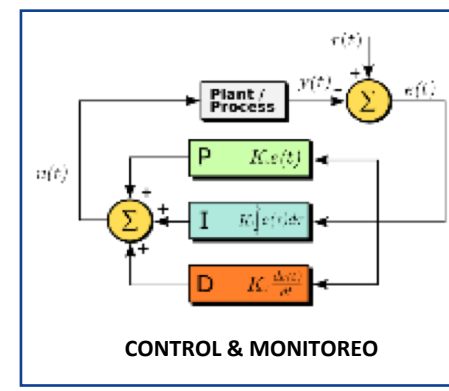 r(t)
Plant /
Process
y(t)
-
+
Σ
e(t)
P K.e(t)
u(t)
+
Σ
+
I
+
D
CONTROL & MONITOREO